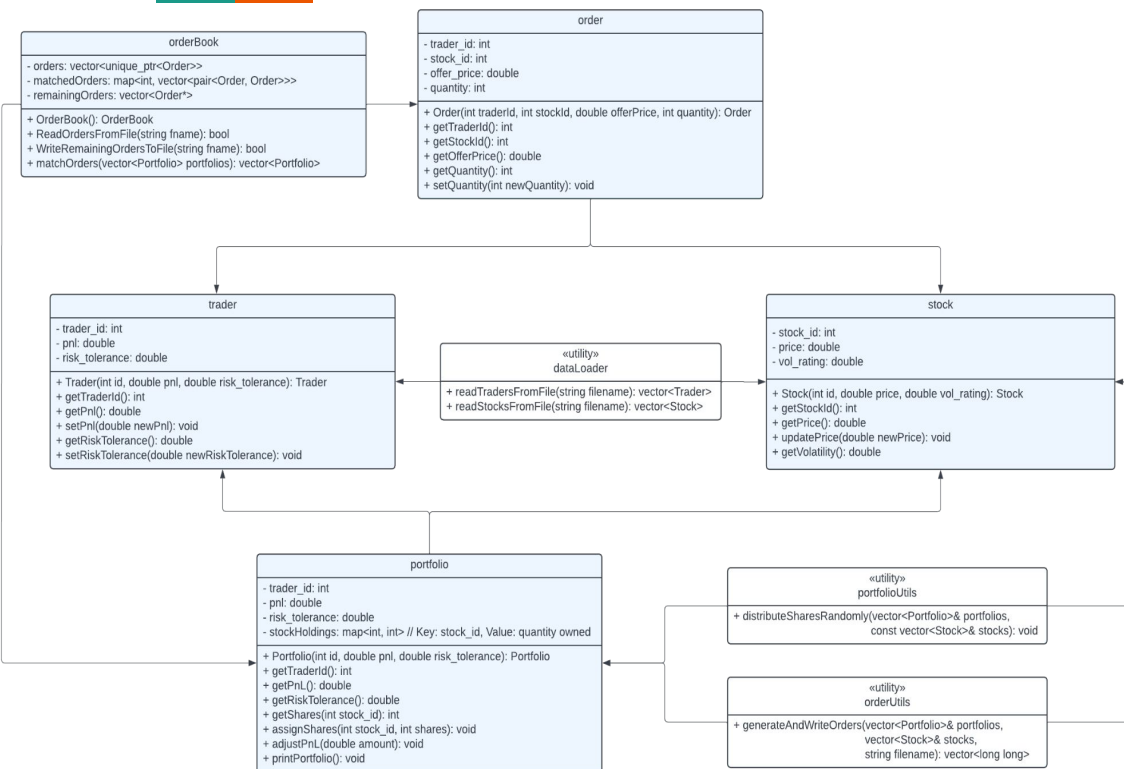 orderBook
- orders: vector<unique_ptr<Order>>
- matchedOrders: map<int, vector<pair<Order, Order>>>
- remainingOrders: vector<Order*>
+ OrderBook(): OrderBook
+ ReadOrdersFromFile(string fname): bool
+ WriteRemainingOrdersToFile(string fname): bool
+ matchOrders(vector<Portfolio> portfolios): vector<Portfolio>
order
- trader_id: int
- stock_id: int
- offer_price: double
- quantity: int
+ Order(int traderId, int stockId, double offerPrice, int quantity): Order
+ getTraderId(): int
+ getStockId(): int
+ getOfferPrice(): double
+ getQuantity(): int
+ setQuantity(int newQuantity): void
trader
- trader_id: int
- pnl: double
- risk_tolerance: double
+ Trader(int id, double pnl, double risk_tolerance): Trader
+ getTraderId(): int
+ getPnl(): double
+ setPnl(double newPnl): void
+ getRiskTolerance(): double
+ setRiskTolerance(double newRiskTolerance): void
«utility»
dataLoader
+ readTradersFromFile(string filename): vector<Trader>
+ readStocksFromFile(string filename): vector<Stock>
stock
- stock_id: int
- price: double
- vol_rating: double
+ Stock(int id, double price, double vol_rating): Stock
+ getStockId(): int
+ getPrice(): double
+ updatePrice(double newPrice): void
+ getVolatility(): double
portfolio
- trader_id: int
- pnl: double
- risk_tolerance: double
- stockHoldings: map<int, int> // Key: stock_id, Value: quantity owned
+ Portfolio(int id, double pnl, double risk_tolerance): Portfolio
+ getTraderId(): int
+ getPnL(): double
+ getRiskTolerance(): double
+ getShares(int stock_id): int
+ assignShares(int stock_id, int shares): void
+ adjustPnL(double amount): void
+ printPortfolio(): void
«utility»
portfolioUtils
+ distributeSharesRandomly(vector<Portfolio>& portfolios,
const vector<Stock>& stocks): void
«utility»
orderUtils
+ generateAndWriteOrders(vector<Portfolio>& portfolios,
vector<Stock>& stocks,
string filename): vector<long long>